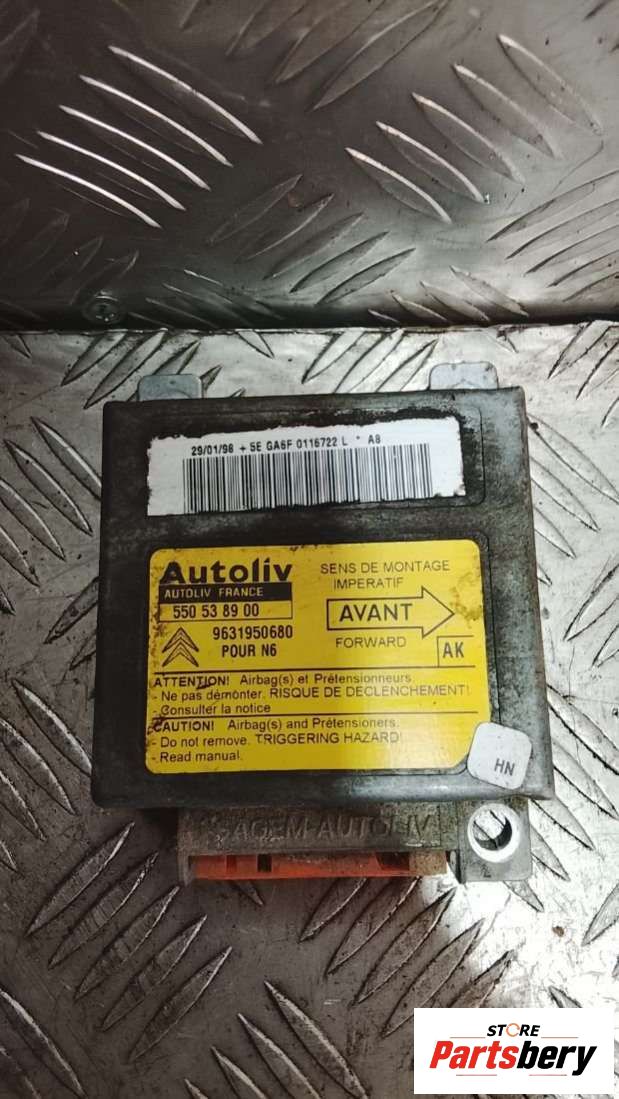 29/01/98 + 5E GA6F 0116722 L * A8
Autoliv
AUTOLIV FRANCE
550 53 89 00
9631950680
POUR N6
SENS DE MONTAGE
IMPERATIF
AVANT
FORWARD
AK
ATTENTION! Airbag(s) et Prétensionneurs
- Ne pas démonter. RISQUE DE DECLENCHEMENT!
- Consulter la notice
CAUTION! Airbag(s) and Prétensioners.
- Do not remove. TRIGGERING HAZARD!
- Read manual.
HN
SAGEM-AUTOLIV
STORE
Partsbery